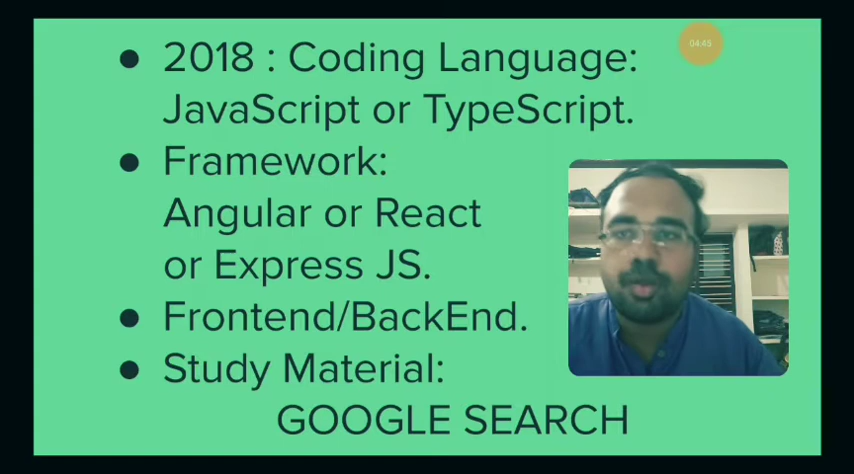 2018 : Coding Language:
JavaScript or TypeScript.
Framework:
Angular or React
or Express JS.
Frontend/BackEnd.
Study Material:
GOOGLE SEARCH
04:45